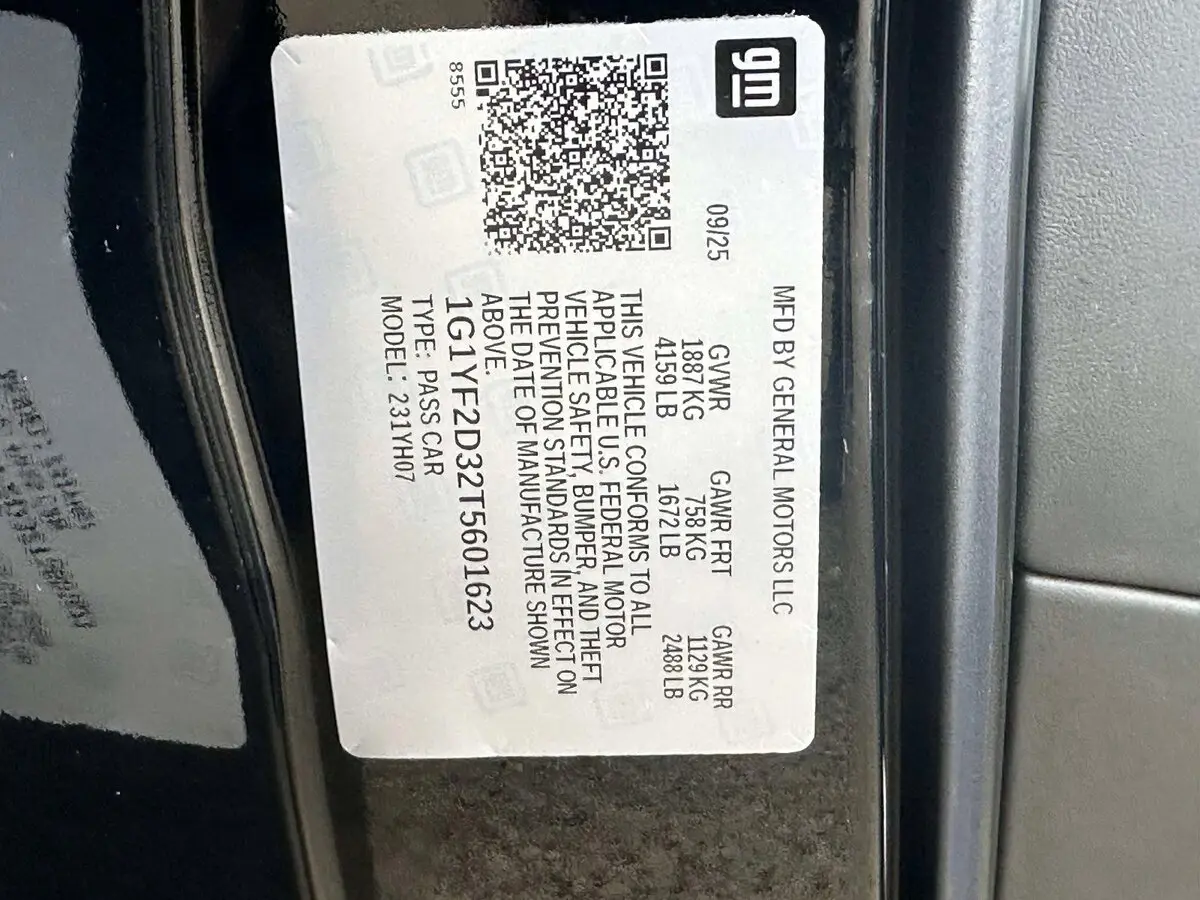 gm
MFD BY GENERAL MOTORS LLC
09/25
GVWR GAWR FRT GAWR RR
1887 KG 758 KG 1129 KG
4159 LB 1672 LB 2488 LB
THIS VEHICLE CONFORMS TO ALL
APPLICABLE U.S. FEDERAL MOTOR
VEHICLE SAFETY, BUMPER, AND THEFT
PREVENTION STANDARDS IN EFFECT ON
THE DATE OF MANUFACTURE SHOWN
ABOVE.
1G1YF2D32T5601623
TYPE: PASS CAR
MODEL: 231YH07
8555